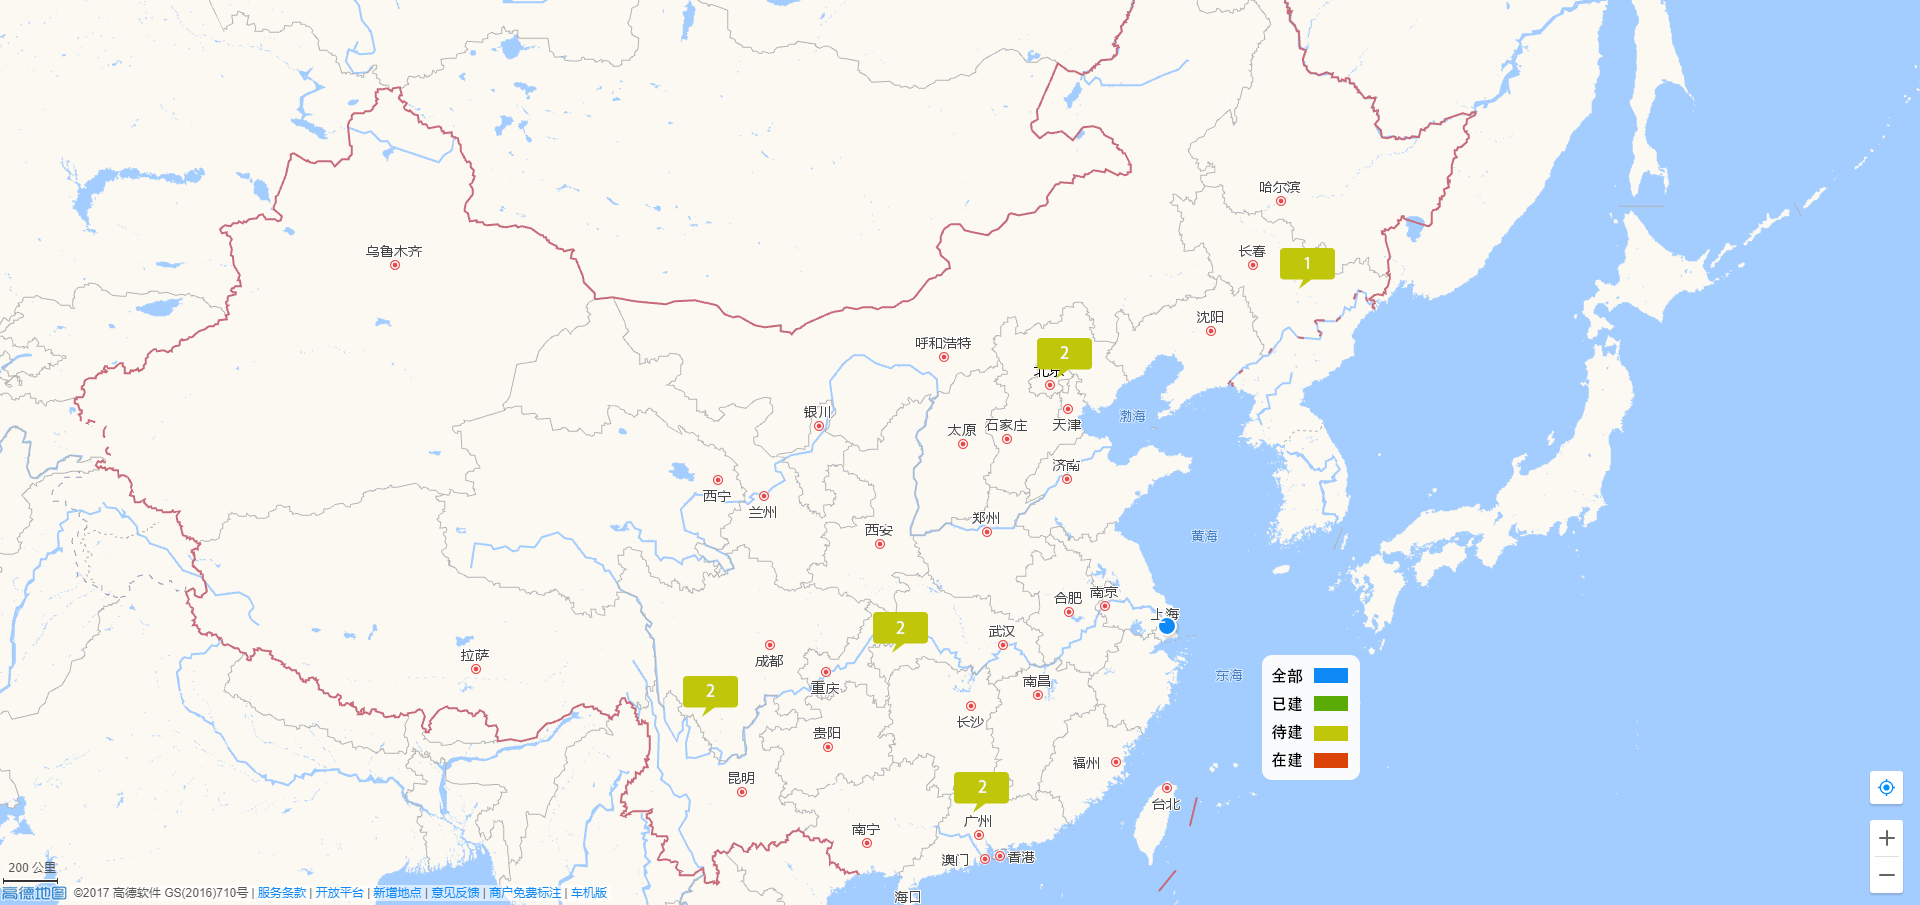 哈尔滨
乌鲁木齐
长春
1
沈阳
呼和浩特
2
北京
银川
渤海
太原
石家庄
天津
济南
西宁
兰州
郑州
西安
黄海
合肥
南京
上海
2
武汉
拉萨
成都
重庆
南昌
东海
全部
已建
待建
在建
2
长沙
贵阳
福州
昆明
2
台北
广州
南宁
澳门
香港
海口
200 公里
高德地图 ©2017 高德软件 GS(2016)710号 | 服务条款 | 开放平台 | 新增地点 | 意见反馈 | 商户免费标注 | 车机版